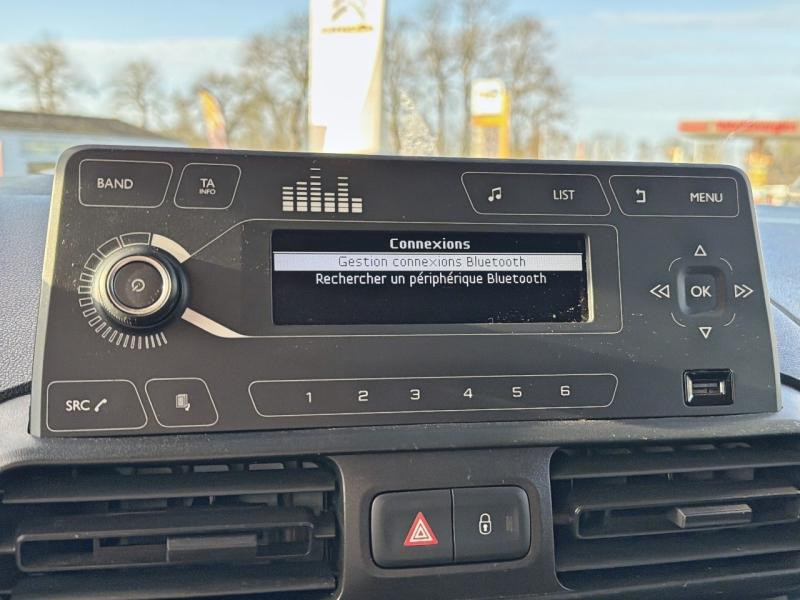 BAND
TA
INFO
LIST
MENU
Connexions
Gestion connexions Bluetooth
Rechercher un périphérique Bluetooth
OK
SRC
1 2 3 4 5 6